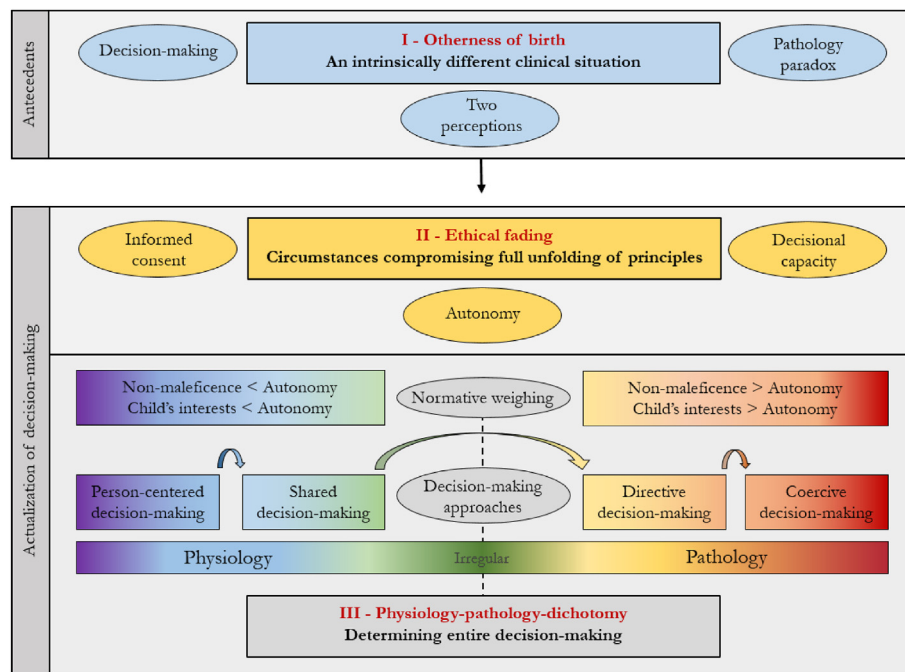 Antecedents
Decision-making
I - Otherness of birth
An intrinsically different clinical situation
Pathology
paradox
Two
perceptions
Actualization of decision-making
Informed
consent
II - Ethical fading
Circumstances compromising full unfolding of principles
Decisional
capacity
Autonomy
Non-maleficence < Autonomy
Child's interests < Autonomy
Normative weighing
Non-maleficence > Autonomy
Child's interests > Autonomy
Person-centered
decision-making
Shared
decision-making
Decision-making
approaches
Directive
decision-making
Coercive
decision-making
Physiology
Irregular
Pathology
III - Physiology-pathology-dichotomy
Determining entire decision-making